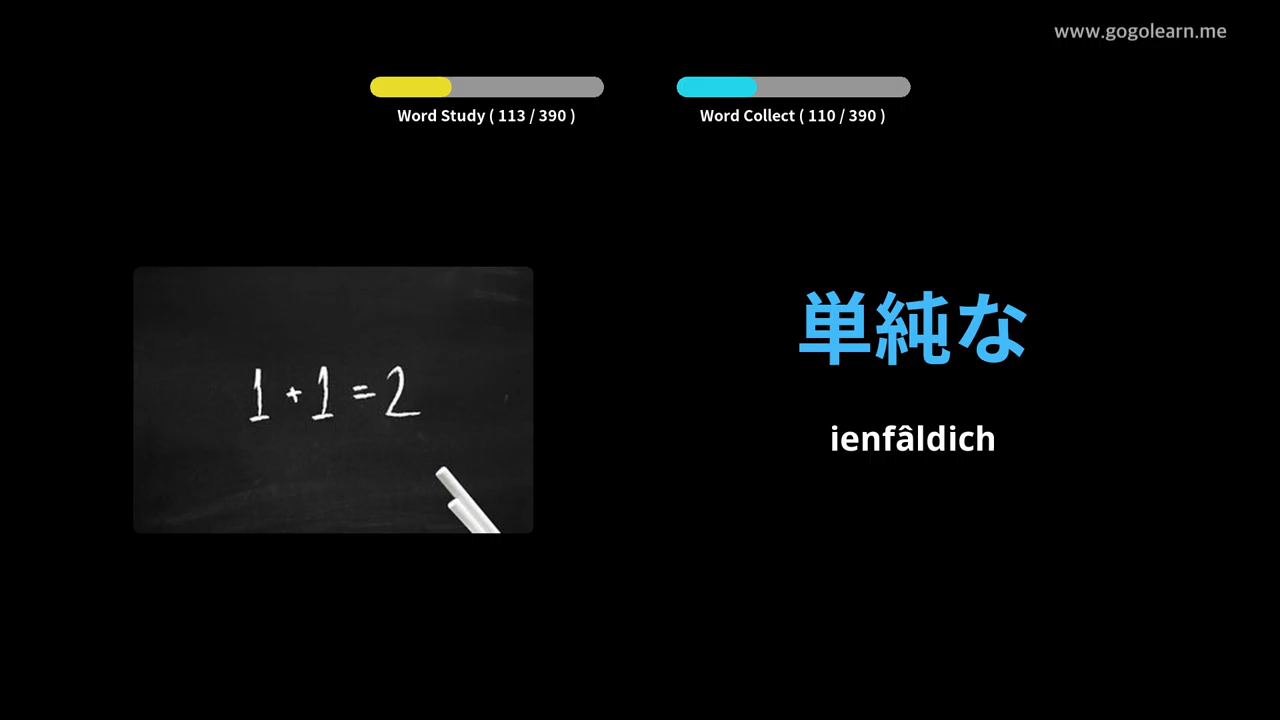 www.gogolearn.me
Word Study ( 113 / 390 )
Word Collect ( 110 / 390 )
1 + 1 = 2
単純な
ienfâldich